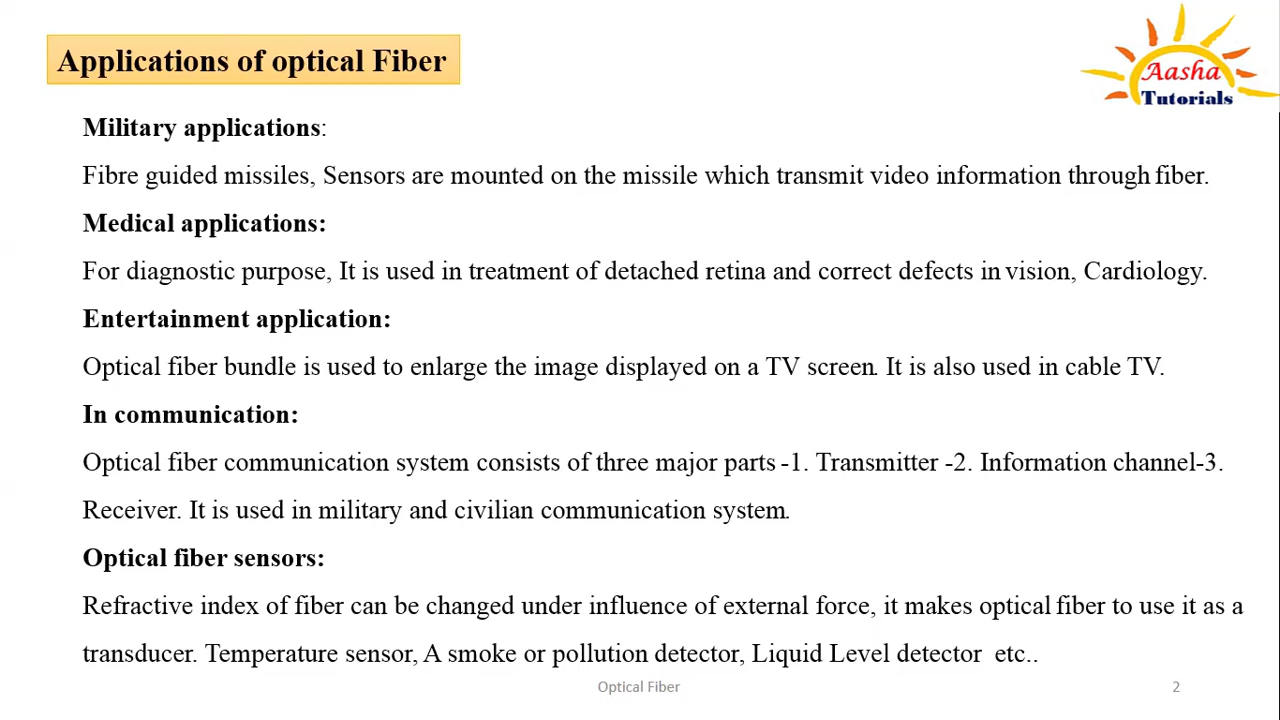 Applications of optical Fiber
Aasha
Tutorials
Military applications:
Fibre guided missiles, Sensors are mounted on the missile which transmit video information through fiber.
Medical applications:
For diagnostic purpose, It is used in treatment of detached retina and correct defects in vision, Cardiology.
Entertainment application:
Optical fiber bundle is used to enlarge the image displayed on a TV screen. It is also used in cable TV.
In communication:
Optical fiber communication system consists of three major parts -1. Transmitter -2. Information channel-3.
Receiver. It is used in military and civilian communication system.
Optical fiber sensors:
Refractive index of fiber can be changed under influence of external force, it makes optical fiber to use it as a
transducer. Temperature sensor, A smoke or pollution detector, Liquid Level detector etc..
Optical Fiber
2